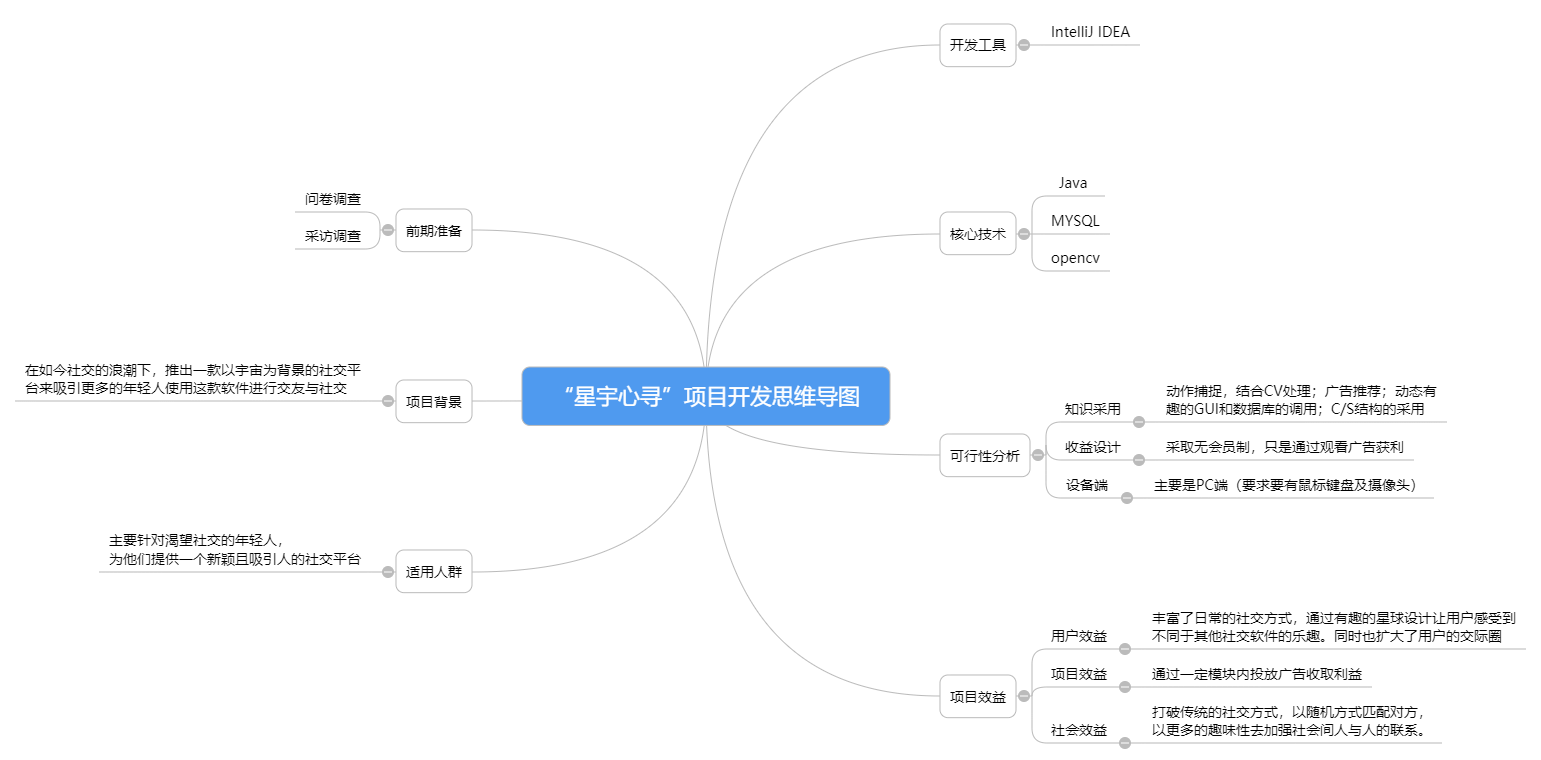 “星宇心寻”项目开发思维导图
开发工具
IntelliJ IDEA
核心技术
Java
MYSQL
opencv
可行性分析
知识采用
动作捕捉，结合CV处理；广告推荐；动态有
趣的GUI和数据库的调用；C/S结构的采用
收益设计
采取无会员制，只是通过观看广告获利
设备端
主要是PC端（要求要有鼠标键盘及摄像头）
项目效益
用户效益
丰富了日常的社交方式，通过有趣的星球设计让用户感受到
不同于其他社交软件的乐趣。同时也扩大了用户的交际圈
项目效益
通过一定模块内投放广告收取利益
社会效益
打破传统的社交方式，以随机方式匹配对方，
以更多的趣味性去加强社会间人与人的联系。
前期准备
问卷调查
采访调查
项目背景
在如今社交的浪潮下，推出一款以宇宙为背景的社交平
台来吸引更多的年轻人使用这款软件进行交友与社交
适用人群
主要针对渴望社交的年轻人，
为他们提供一个新颖且吸引人的社交平台